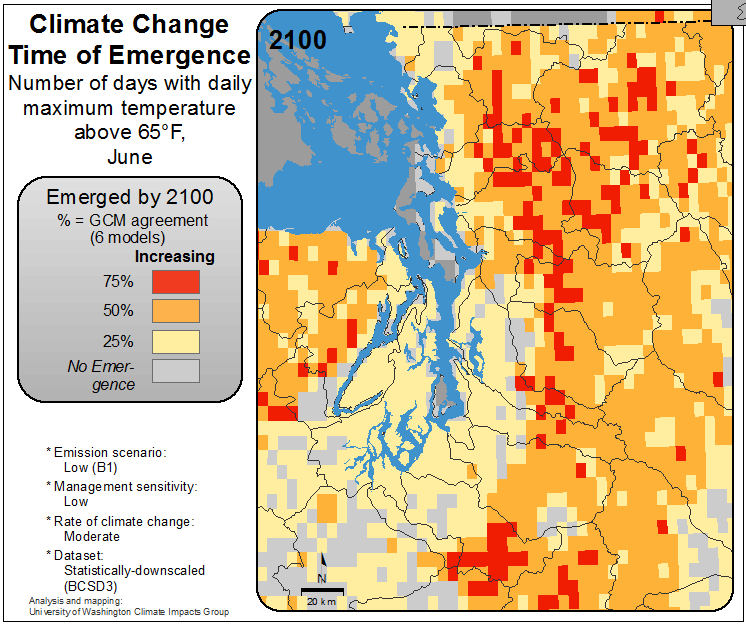 Climate Change
Time of Emergence
Number of days with daily
maximum temperature
above 65°F,
June
Emerged by 2100
% = GCM agreement
(6 models)
Increasing
75%
50%
25%
No Emer-
gence
* Emission scenario:
Low (B1)
* Management sensitivity:
Low
* Rate of climate change:
Moderate
* Dataset:
Statistically-downscaled
(BCSD3)
Analysis and mapping:
University of Washington Climate Impacts Group
2100
N
20 km